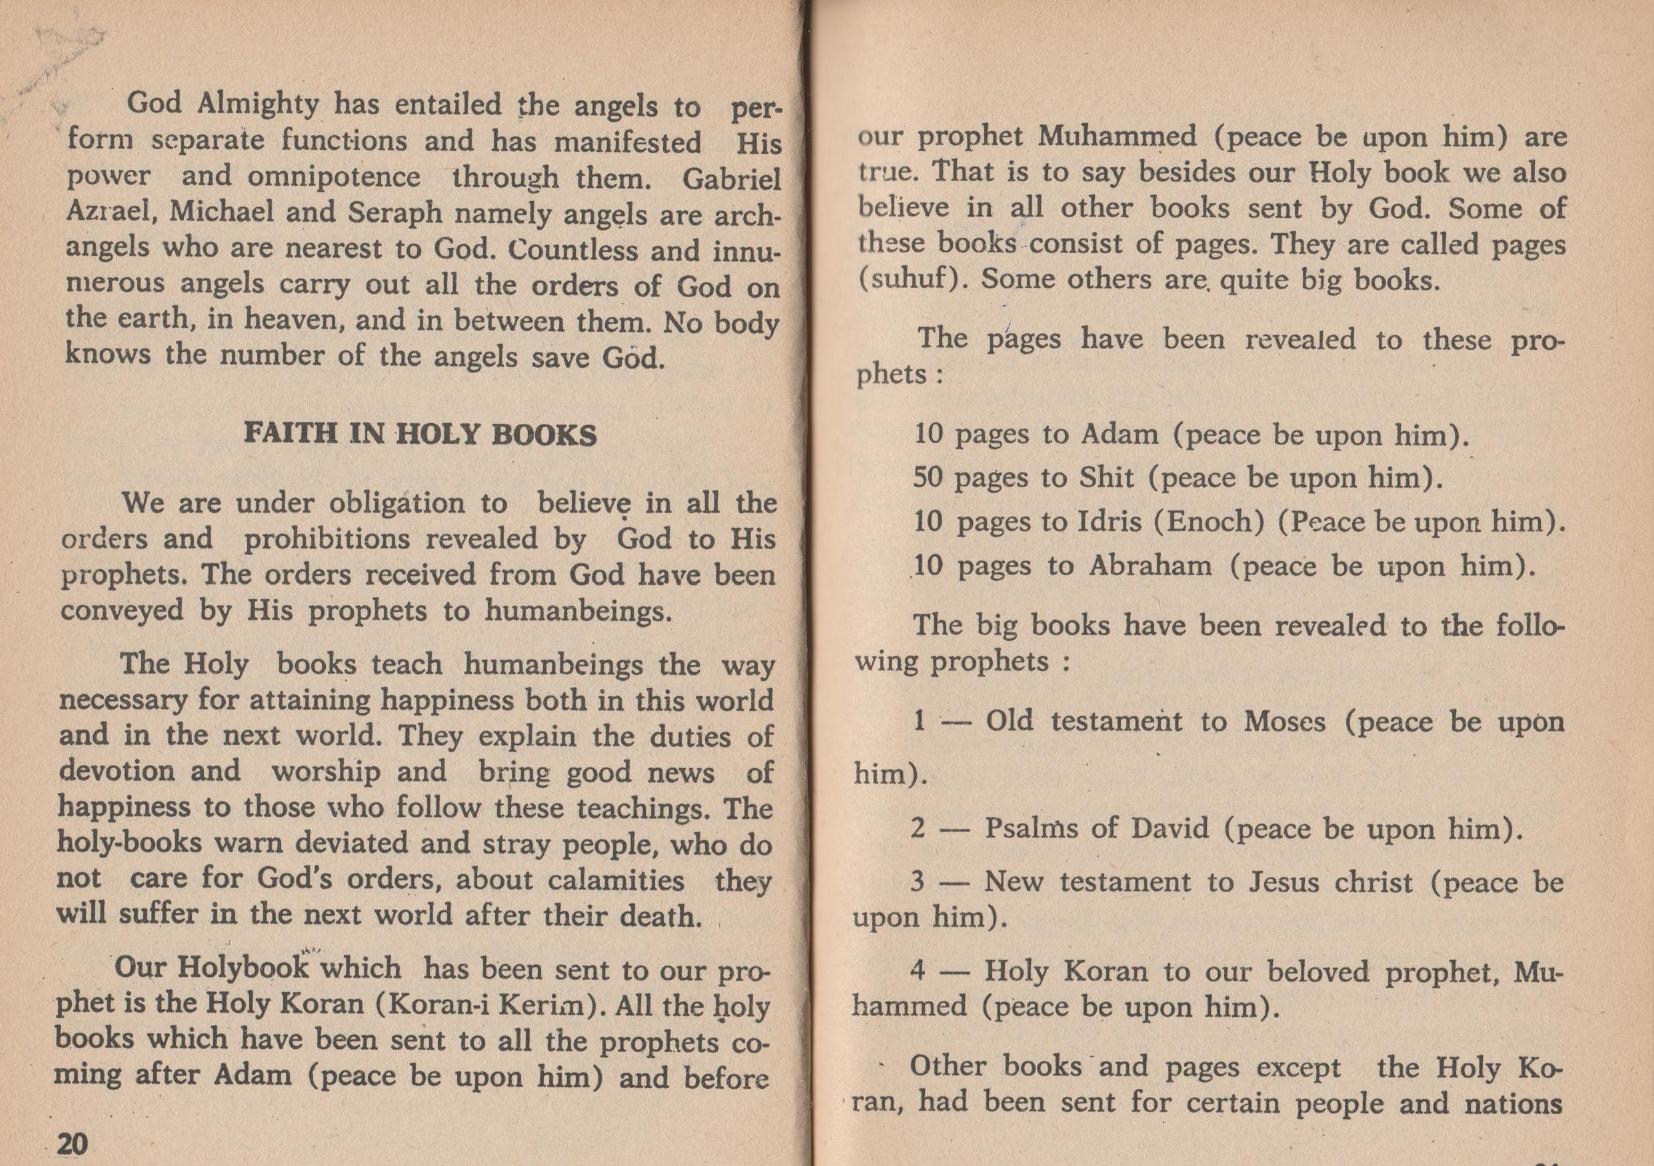 God Almighty has entailed the angels to per-
form separate functions and has manifested His
power and omnipotence through them. Gabriel
Azrael, Michael and Seraph namely angels are arch-
angels who are nearest to God. Countless and innu-
merous angels carry out all the orders of God on
the earth, in heaven, and in between them. No body
knows the number of the angels save God.
FAITH IN HOLY BOOKS
We are under obligation to believe in all the
orders and prohibitions revealed by God to His
prophets. The orders received from God have been
conveyed by His prophets to humanbeings.
The Holy books teach humanbeings the way
necessary for attaining happiness both in this world
and in the next world. They explain the duties of
devotion and worship and bring good news of
happiness to those who follow these teachings. The
holy-books warn deviated and stray people, who do
not care for God's orders, about calamities they
will suffer in the next world after their death.
Our Holybook which has been sent to our pro-
phet is the Holy Koran (Koran-i Kerim). All the holy
books which have been sent to all the prophets co-
ming after Adam (peace be upon him) and before
20
our prophet Muhammed (peace be upon him) are
true. That is to say besides our Holy book we also
believe in all other books sent by God. Some of
these books consist of pages. They are called pages
(suhuf). Some others are quite big books.
The pages have been revealed to these pro-
phets :
10 pages to Adam (peace be upon him).
50 pages to Shit (peace be upon him).
10 pages to Idris (Enoch) (Peace be upon him).
10 pages to Abraham (peace be upon him).
The big books have been revealed to the follo-
wing prophets :
1 — Old testament to Moses (peace be upon
him).
2 — Psalms of David (peace be upon him).
3 — New testament to Jesus christ (peace be
upon him).
4 — Holy Koran to our beloved prophet, Mu-
hammed (peace be upon him).
Other books and pages except the Holy Ko-
ran, had been sent for certain people and nations